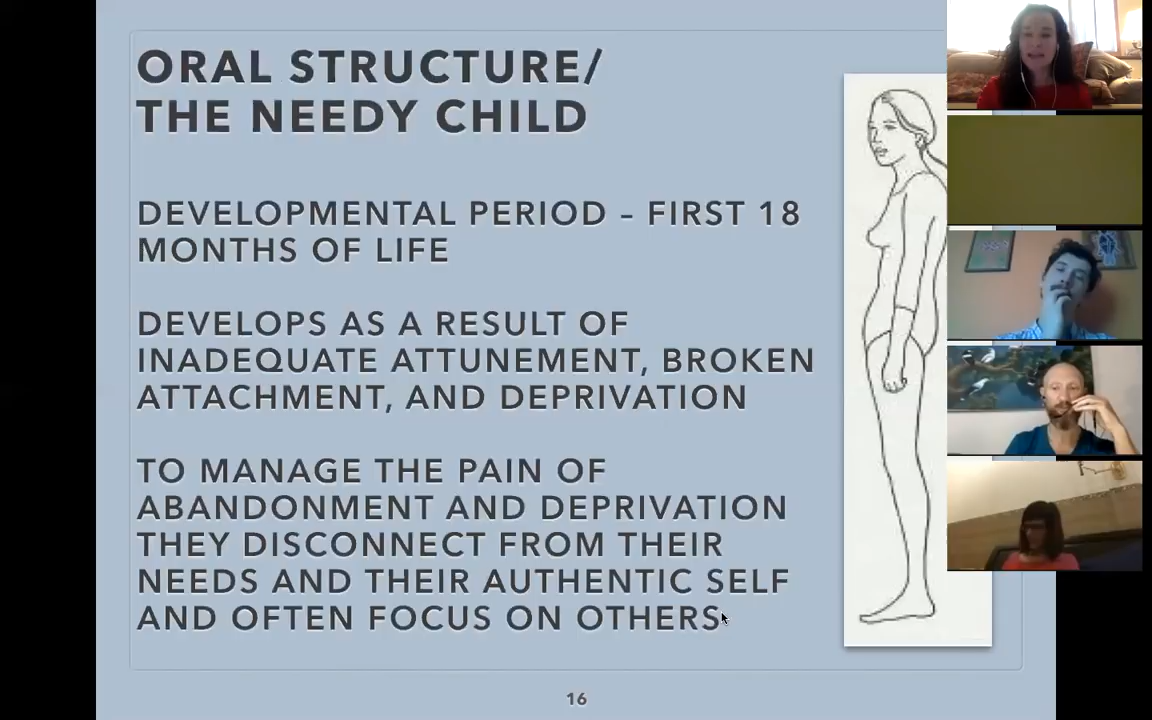 ORAL STRUCTURE/
THE NEEDY CHILD
DEVELOPMENTAL PERIOD – FIRST 18
MONTHS OF LIFE
DEVELOPS AS A RESULT OF
INADEQUATE ATTUNEMENT, BROKEN
ATTACHMENT, AND DEPRIVATION
TO MANAGE THE PAIN OF
ABANDONMENT AND DEPRIVATION
THEY DISCONNECT FROM THEIR
NEEDS AND THEIR AUTHENTIC SELF
AND OFTEN FOCUS ON OTHERS
16